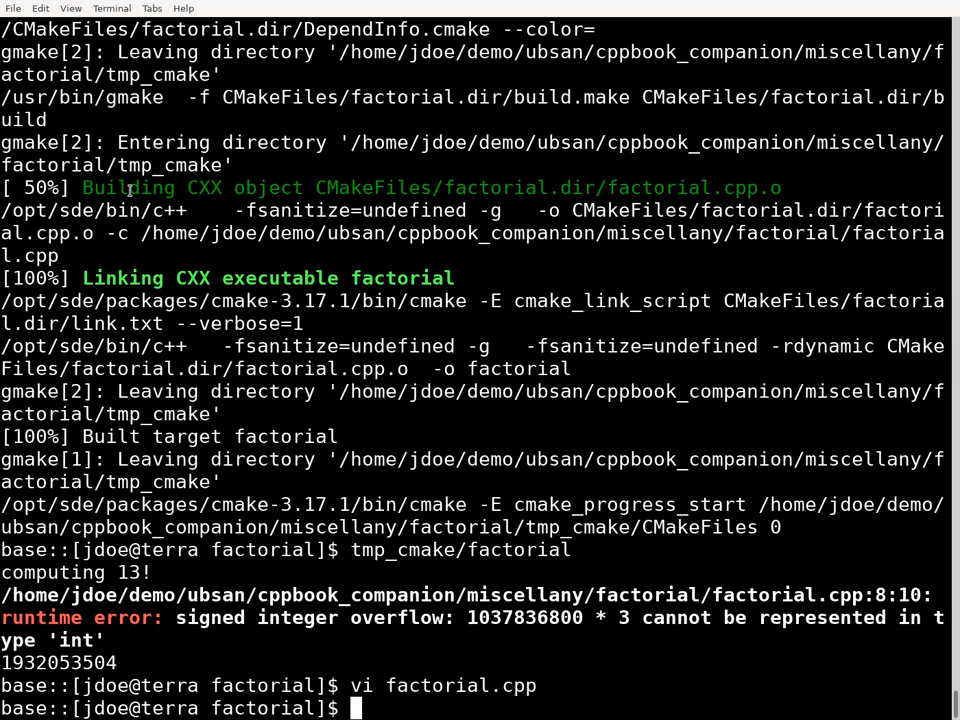 File Edit View Terminal Tabs Help
/CMakeFiles/factorial.dir/DependInfo.cmake --color=
gmake[2]: Leaving directory '/home/jdoe/demo/ubsan/cppbook_companion/miscellany/f
actorial/tmp_cmake'
/usr/bin/gmake  -f CMakeFiles/factorial.dir/build.make CMakeFiles/factorial.dir/b
uild
gmake[2]: Entering directory '/home/jdoe/demo/ubsan/cppbook_companion/miscellany/
factorial/tmp_cmake'
[ 50%] Building CXX object CMakeFiles/factorial.dir/factorial.cpp.o
/opt/sde/bin/c++    -fsanitize=undefined -g   -o CMakeFiles/factorial.dir/factori
al.cpp.o -c /home/jdoe/demo/ubsan/cppbook_companion/miscellany/factorial/factoria
l.cpp
[100%] Linking CXX executable factorial
/opt/sde/packages/cmake-3.17.1/bin/cmake -E cmake_link_script CMakeFiles/factoria
l.dir/link.txt --verbose=1
/opt/sde/bin/c++   -fsanitize=undefined -g   -fsanitize=undefined -rdynamic CMake
Files/factorial.dir/factorial.cpp.o  -o factorial
gmake[2]: Leaving directory '/home/jdoe/demo/ubsan/cppbook_companion/miscellany/f
actorial/tmp_cmake'
[100%] Built target factorial
gmake[1]: Leaving directory '/home/jdoe/demo/ubsan/cppbook_companion/miscellany/f
actorial/tmp_cmake'
/opt/sde/packages/cmake-3.17.1/bin/cmake -E cmake_progress_start /home/jdoe/demo/
ubsan/cppbook_companion/miscellany/factorial/tmp_cmake/CMakeFiles 0
base::[jdoe@terra factorial]$ tmp_cmake/factorial
computing 13!
/home/jdoe/demo/ubsan/cppbook_companion/miscellany/factorial/factorial.cpp:8:10:
runtime error: signed integer overflow: 1037836800 * 3 cannot be represented in t
ype 'int'
1932053504
base::[jdoe@terra factorial]$ vi factorial.cpp
base::[jdoe@terra factorial]$